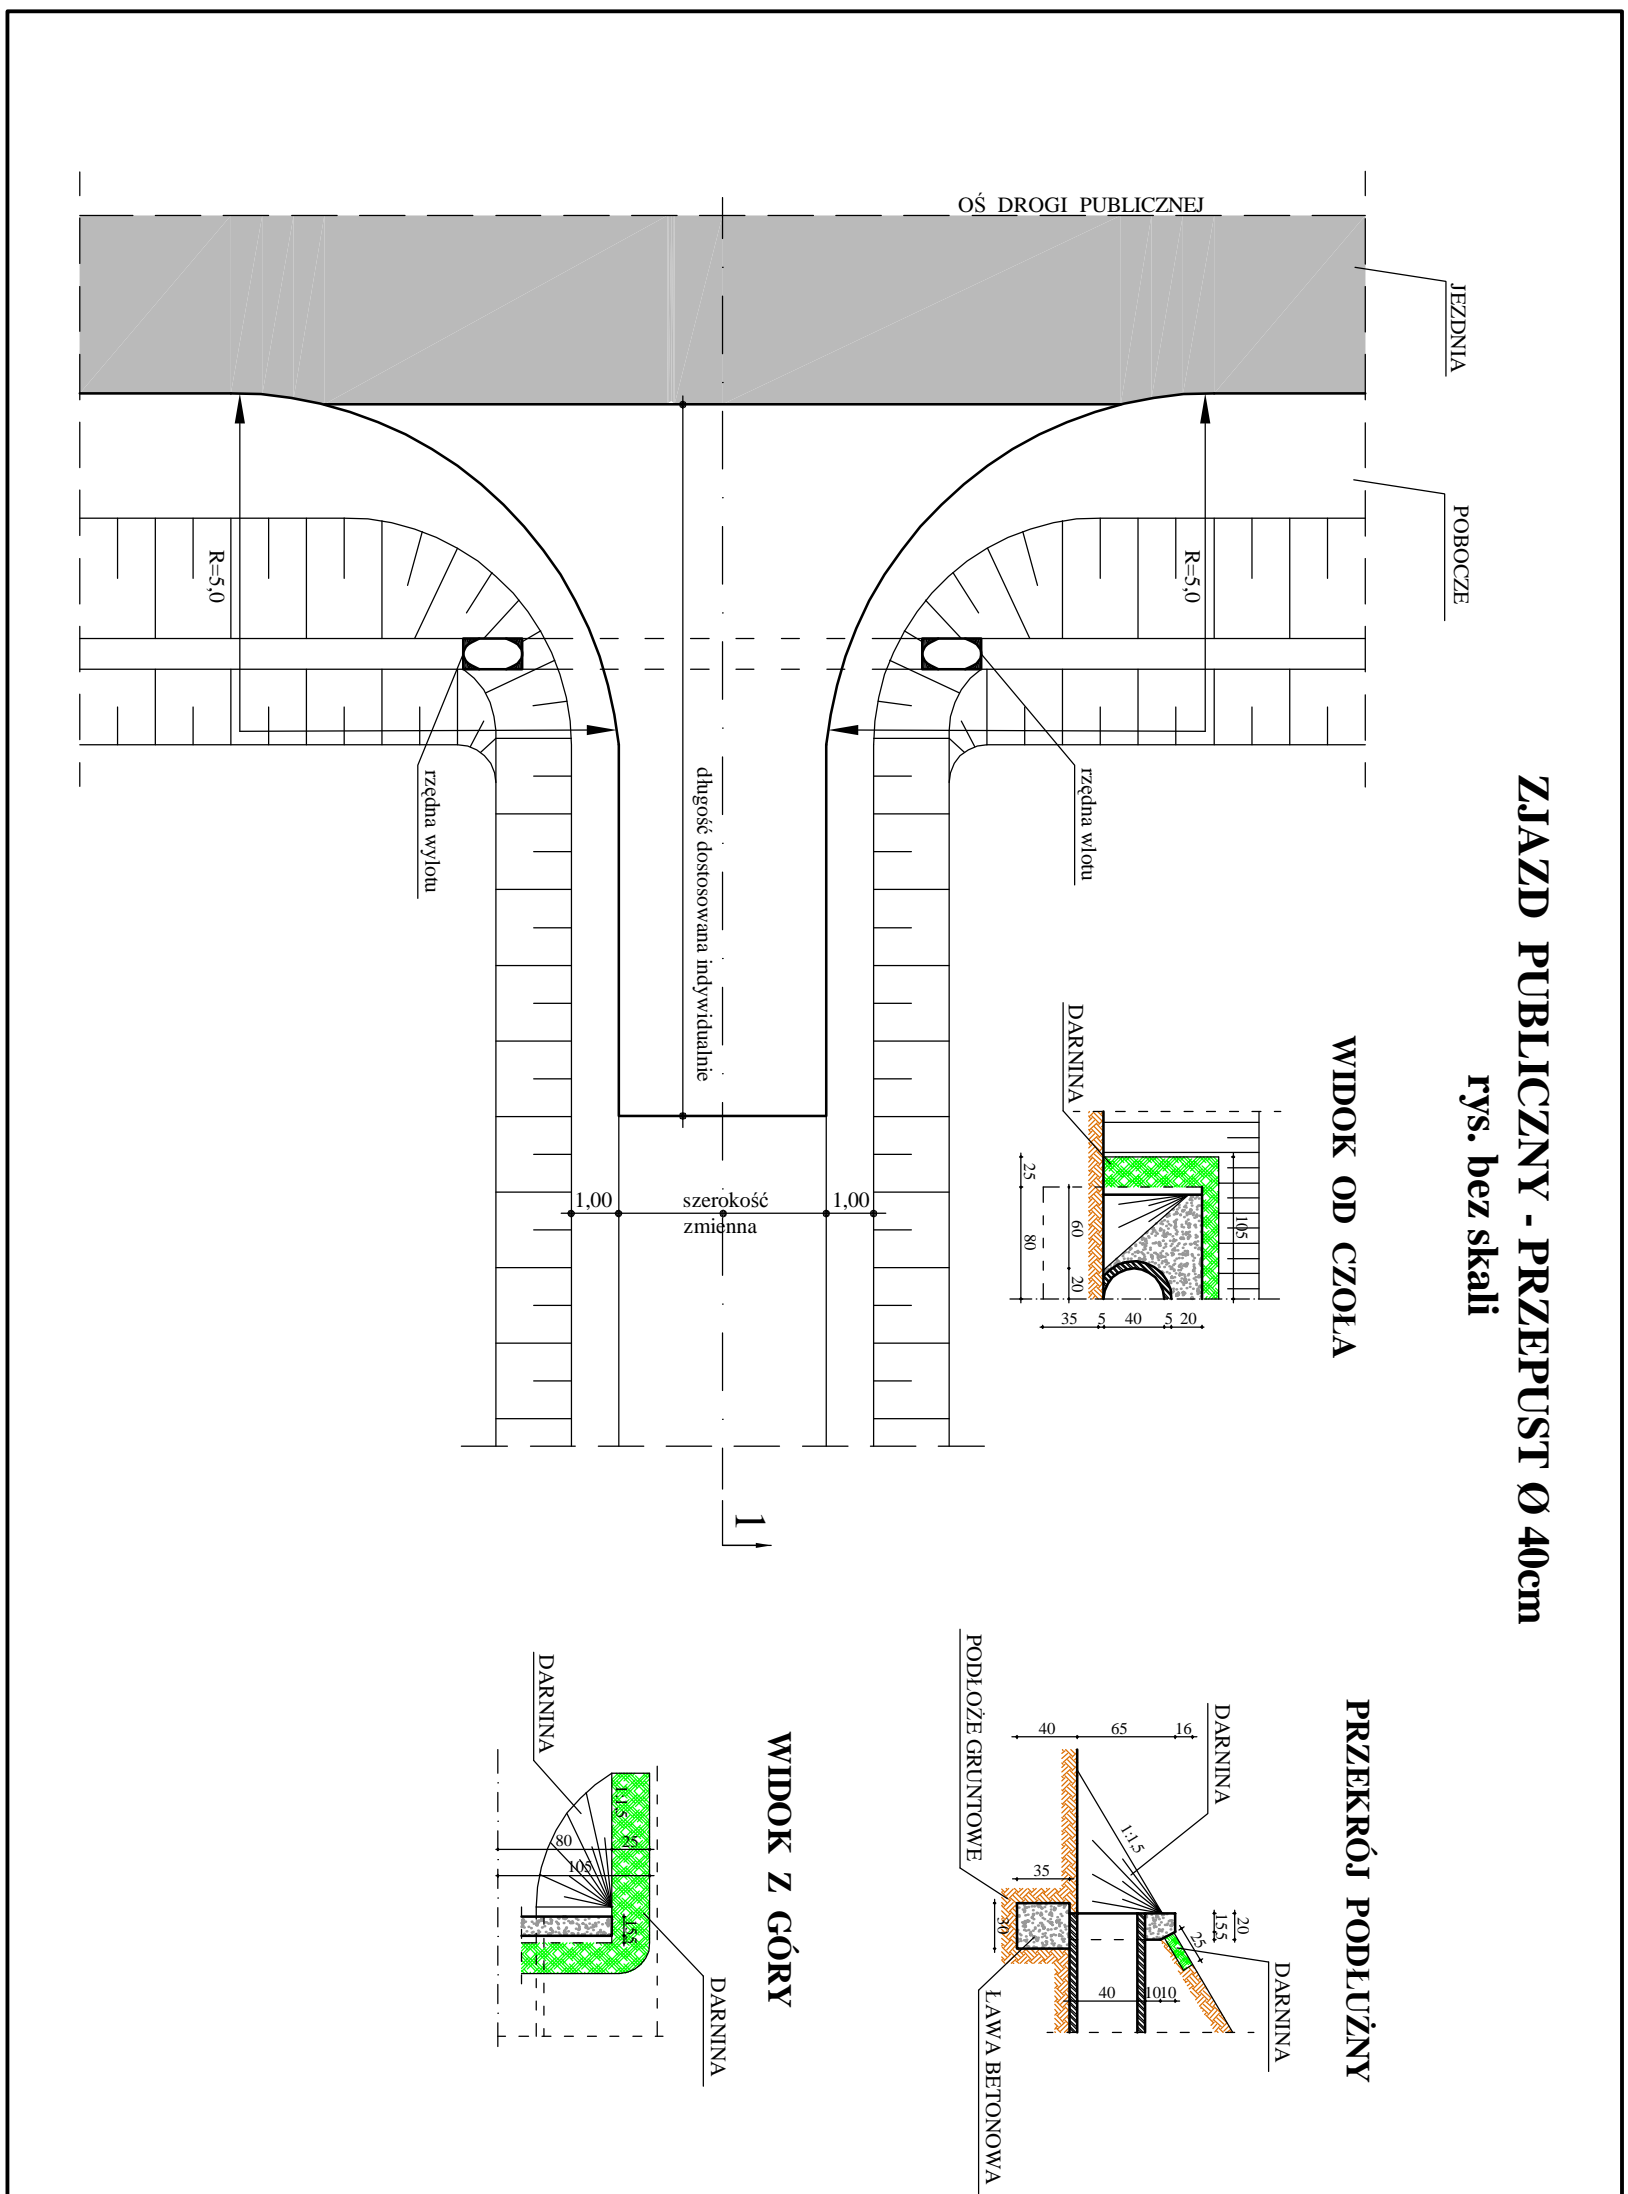 ZJAZD PUBLICZNY - PRZEPUST Ø 40cm
rys. bez skali
OŚ DROGI PUBLICZNEJ
JEZDNIA
POBOCZE
R=5,0
R=5,0
rzędna wylotu
rzędna wlotu
długość dostosowana indywidualnie
1,00
szerokość
zmienna
1,00
1
WIDOK OD CZOŁA
DARNINA
25
80
60
20
105
35
5
40
5
20
PRZEKRÓJ PODŁUŻNY
DARNINA
PODŁOŻE GRUNTOWE
40
65
16
1:1,5
35
30
15,5
20
25
40
10
10
DARNINA
ŁAWA BETONOWA
WIDOK Z GÓRY
DARNINA
1:1,5
80
25
105
15,5
DARNINA